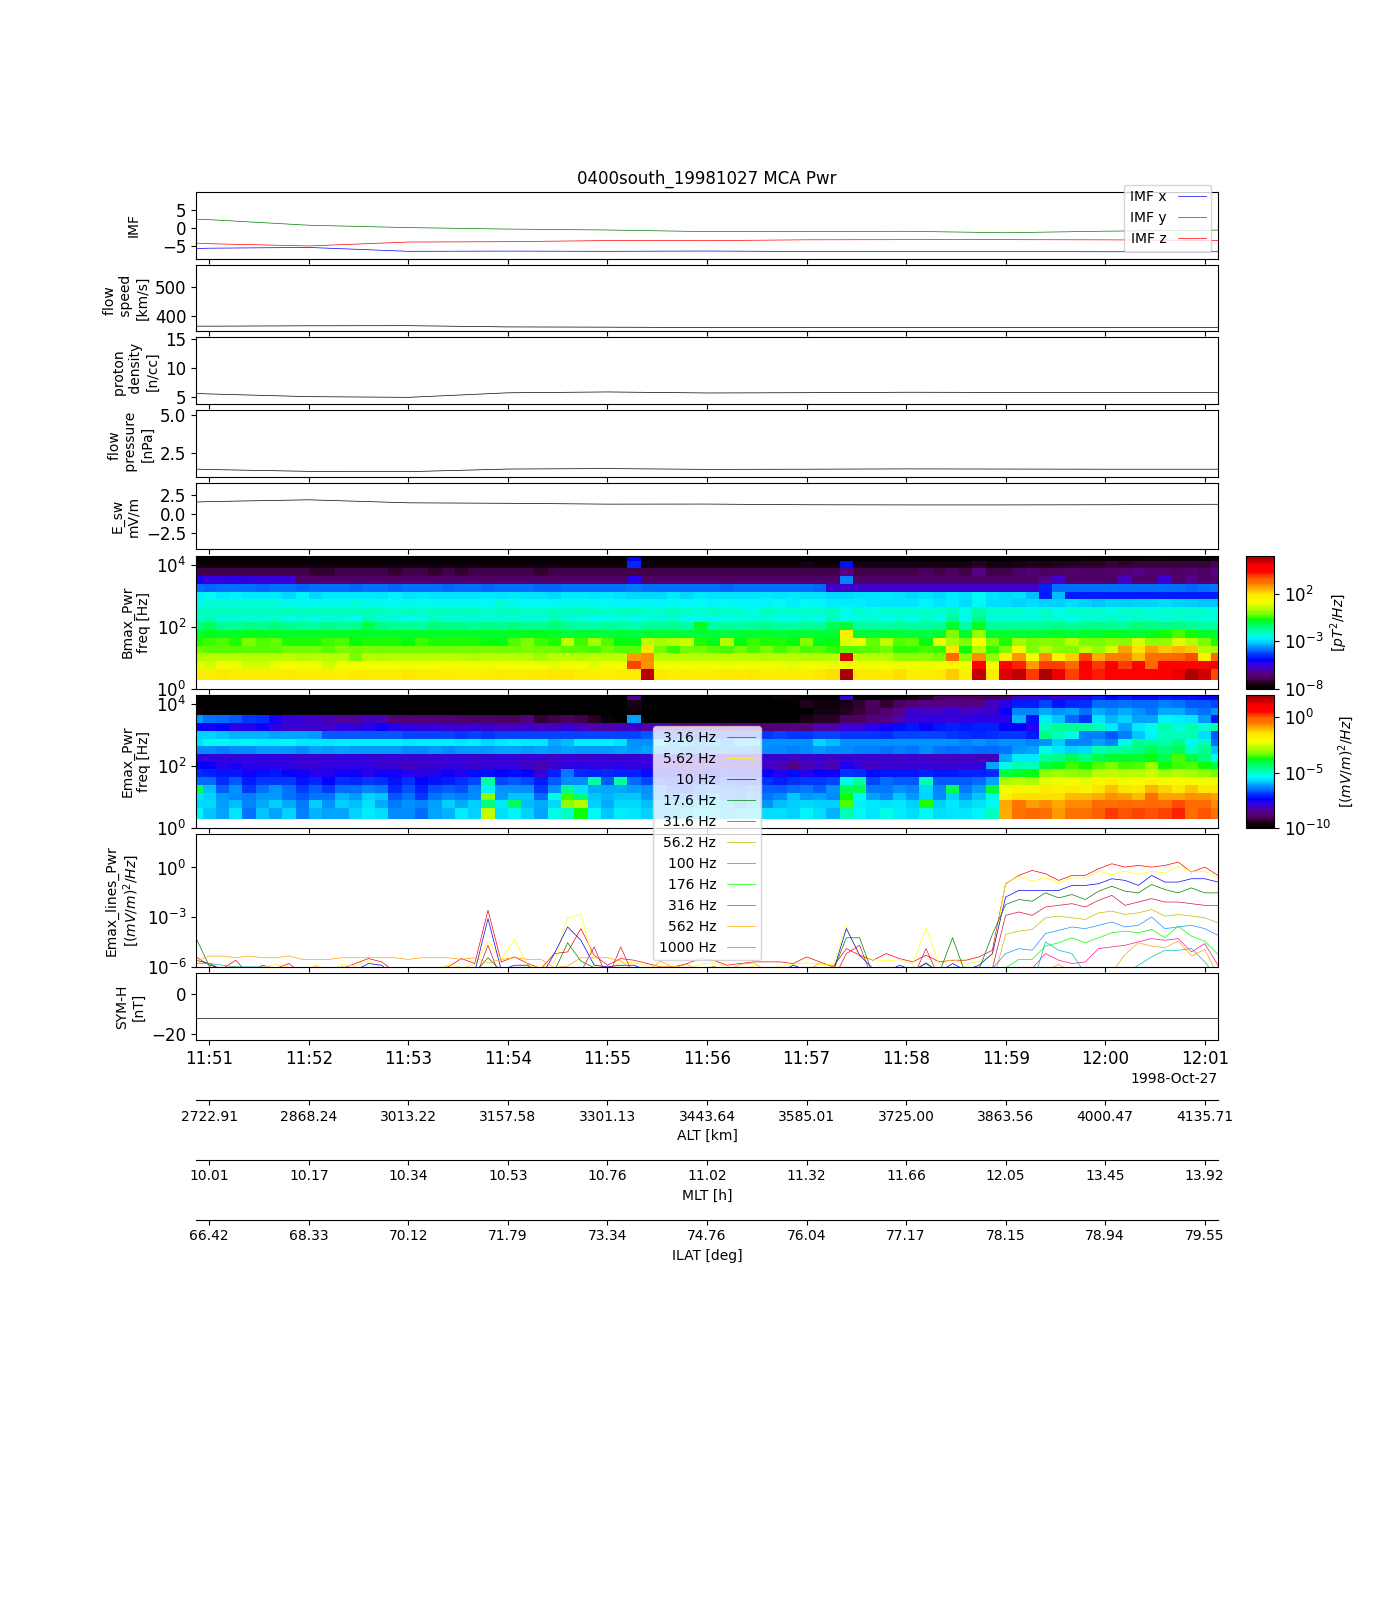 0400south_19981027 MCA Pwr
IMF
5
0
−5
IMF x
IMF y
IMF z
flow
speed
[km/s]
500
400
proton
density
[n/cc]
15
10
5
flow
pressure
[nPa]
5.0
2.5
E_sw
mV/m
2.5
0.0
−2.5
Bmax_Pwr
freq [Hz]
10^4
10^2
10^0
10^2
10^−3
10^−8
[pT^2/Hz]
Emax_Pwr
freq [Hz]
10^4
10^2
10^0
10^0
10^−5
10^−10
[(mV/m)^2/Hz]
3.16 Hz
5.62 Hz
10 Hz
17.6 Hz
31.6 Hz
56.2 Hz
100 Hz
176 Hz
316 Hz
562 Hz
1000 Hz
Emax_lines_Pwr
[(mV/m)^2/Hz]
10^0
10^−3
10^−6
SYM-H
[nT]
0
−20
11:51 11:52 11:53 11:54 11:55 11:56 11:57 11:58 11:59 12:00 12:01
1998-Oct-27
2722.91 2868.24 3013.22 3157.58 3301.13 3443.64 3585.01 3725.00 3863.56 4000.47 4135.71
ALT [km]
10.01 10.17 10.34 10.53 10.76 11.02 11.32 11.66 12.05 13.45 13.92
MLT [h]
66.42 68.33 70.12 71.79 73.34 74.76 76.04 77.17 78.15 78.94 79.55
ILAT [deg]